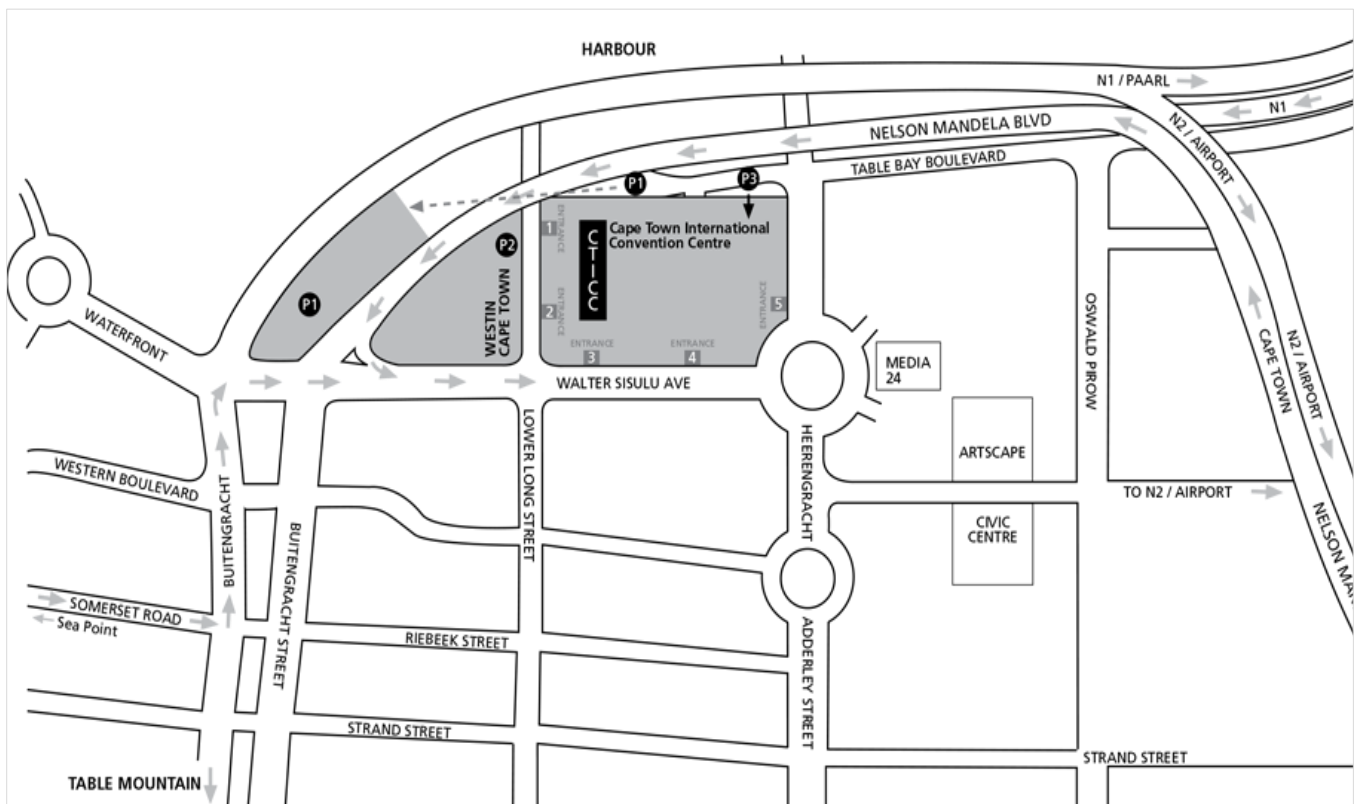 HARBOUR
N1 / PAARL
N1
N2 / AIRPORT
NELSON MANDELA BLVD
TABLE BAY BOULEVARD
P1
P3
1
ENTRANCE
CTICC
Cape Town International
Convention Centre
P2
WESTIN
CAPE TOWN
P1
2
ENTRANCE
5
ENTRANCE
ENTRANCE
3
ENTRANCE
4
WATERFRONT
WALTER SISULU AVE
MEDIA
24
OSWALD PIROW
CAPE TOWN
N2 / AIRPORT
LOWER LONG STREET
HEERENGRACHT
ARTSCAPE
WESTERN BOULEVARD
TO N2 / AIRPORT
CIVIC
CENTRE
NELSON MAN
BUITENGRACHT
BUITENGRACHT STREET
SOMERSET ROAD
Sea Point
RIEBEEK STREET
ADDERLEY STREET
STRAND STREET
STRAND STREET
TABLE MOUNTAIN